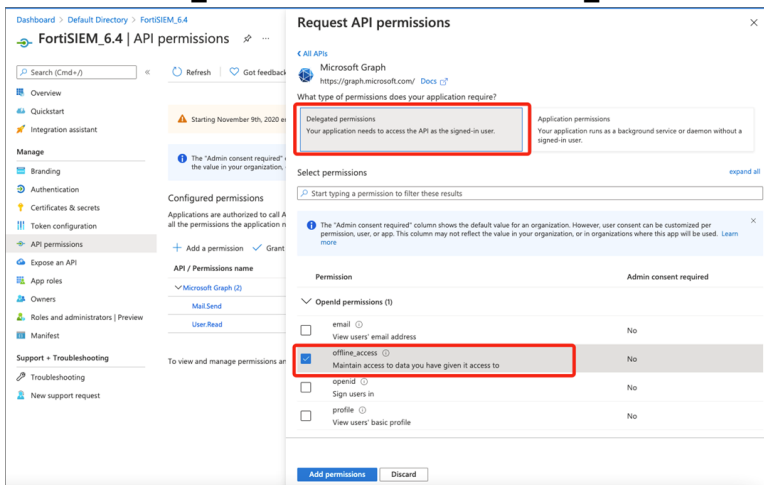 Dashboard > Default Directory > FortiSIEM_6.4
FortiSIEM_6.4 | API permissions
Search (Cmd+/)
Overview
Quickstart
Integration assistant
Manage
Branding
Authentication
Certificates & secrets
Token configuration
API permissions
Expose an API
App roles
Owners
Roles and administrators | Preview
Manifest
Support + Troubleshooting
Troubleshooting
New support request
Refresh
Got feedback
Starting November 9th, 2020 e
The "Admin consent required"
the value in your organization,
Configured permissions
Applications are authorized to call A
all the permissions the application n
Add a permission
Grant
API / Permissions name
Microsoft Graph (2)
Mail.Send
User.Read
To view and manage permissions an
Request API permissions
All APIs
Microsoft Graph
https://graph.microsoft.com/ Docs
What type of permissions does your application require?
Delegated permissions
Your application needs to access the API as the signed-in user.
Application permissions
Your application runs as a background service or daemon without a
signed-in user.
Select permissions
expand all
Start typing a permission to filter these results
The "Admin consent required" column shows the default value for an organization. However, user consent can be customized per
permission, user, or app. This column may not reflect the value in your organization, or in organizations where this app will be used. Learn
more
Permission
Admin consent required
OpenId permissions (1)
email
View users' email address
No
offline_access
Maintain access to data you have given it access to
No
openid
Sign users in
No
profile
View users' basic profile
No
Add permissions
Discard